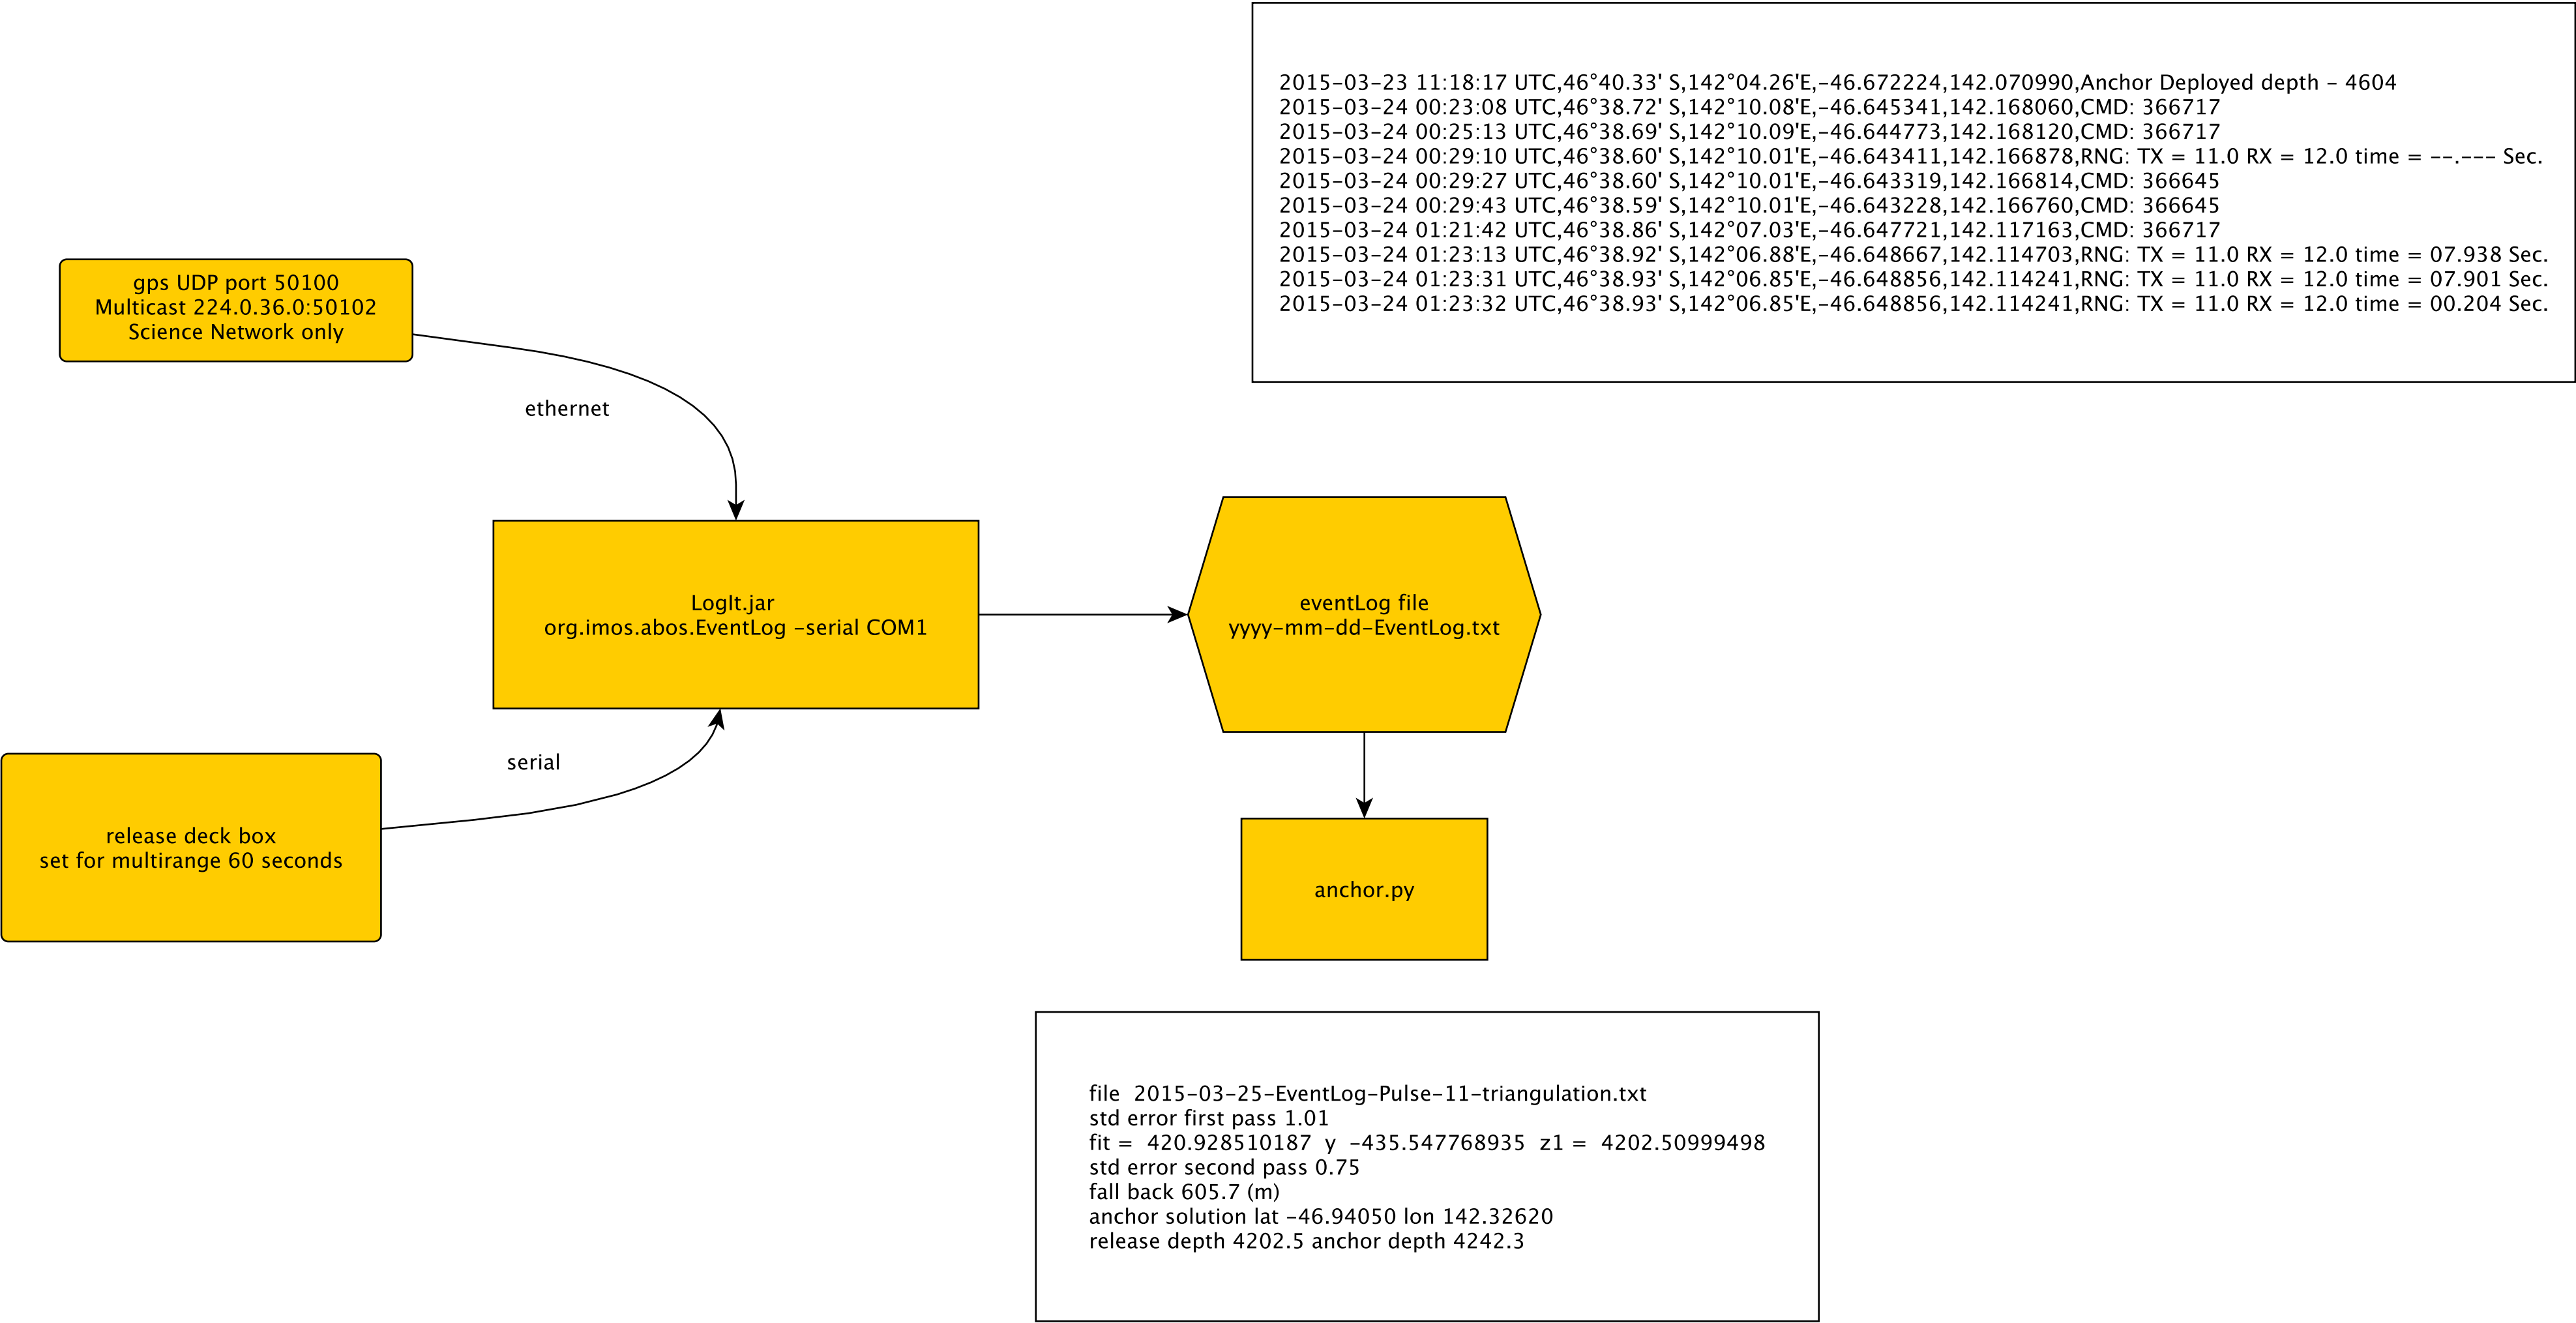 2015-03-23 11:18:17 UTC,46°40.33' S,142°04.26'E,-46.672224,142.070990,Anchor Deployed depth - 4604
2015-03-24 00:23:08 UTC,46°38.72' S,142°10.08'E,-46.645341,142.168060,CMD: 366717
2015-03-24 00:25:13 UTC,46°38.69' S,142°10.09'E,-46.644773,142.168120,CMD: 366717
2015-03-24 00:29:10 UTC,46°38.60' S,142°10.01'E,-46.643411,142.166878,RNG: TX = 11.0 RX = 12.0 time = --.--- Sec.
2015-03-24 00:29:27 UTC,46°38.60' S,142°10.01'E,-46.643319,142.166814,CMD: 366645
2015-03-24 00:29:43 UTC,46°38.59' S,142°10.01'E,-46.643228,142.166760,CMD: 366645
2015-03-24 01:21:42 UTC,46°38.86' S,142°07.03'E,-46.647721,142.117163,CMD: 366717
2015-03-24 01:23:13 UTC,46°38.92' S,142°06.88'E,-46.648667,142.114703,RNG: TX = 11.0 RX = 12.0 time = 07.938 Sec.
2015-03-24 01:23:31 UTC,46°38.93' S,142°06.85'E,-46.648856,142.114241,RNG: TX = 11.0 RX = 12.0 time = 07.901 Sec.
2015-03-24 01:23:32 UTC,46°38.93' S,142°06.85'E,-46.648856,142.114241,RNG: TX = 11.0 RX = 12.0 time = 00.204 Sec.
gps UDP port 50100
Multicast 224.0.36.0:50102
Science Network only
ethernet
LogIt.jar
org.imos.abos.EventLog -serial COM1
eventLog file
yyyy-mm-dd-EventLog.txt
serial
release deck box
set for multirange 60 seconds
anchor.py
file  2015-03-25-EventLog-Pulse-11-triangulation.txt
std error first pass 1.01
fit =  420.928510187  y  -435.547768935  z1 =  4202.50999498
std error second pass 0.75
fall back 605.7 (m)
anchor solution lat -46.94050 lon 142.32620
release depth 4202.5 anchor depth 4242.3